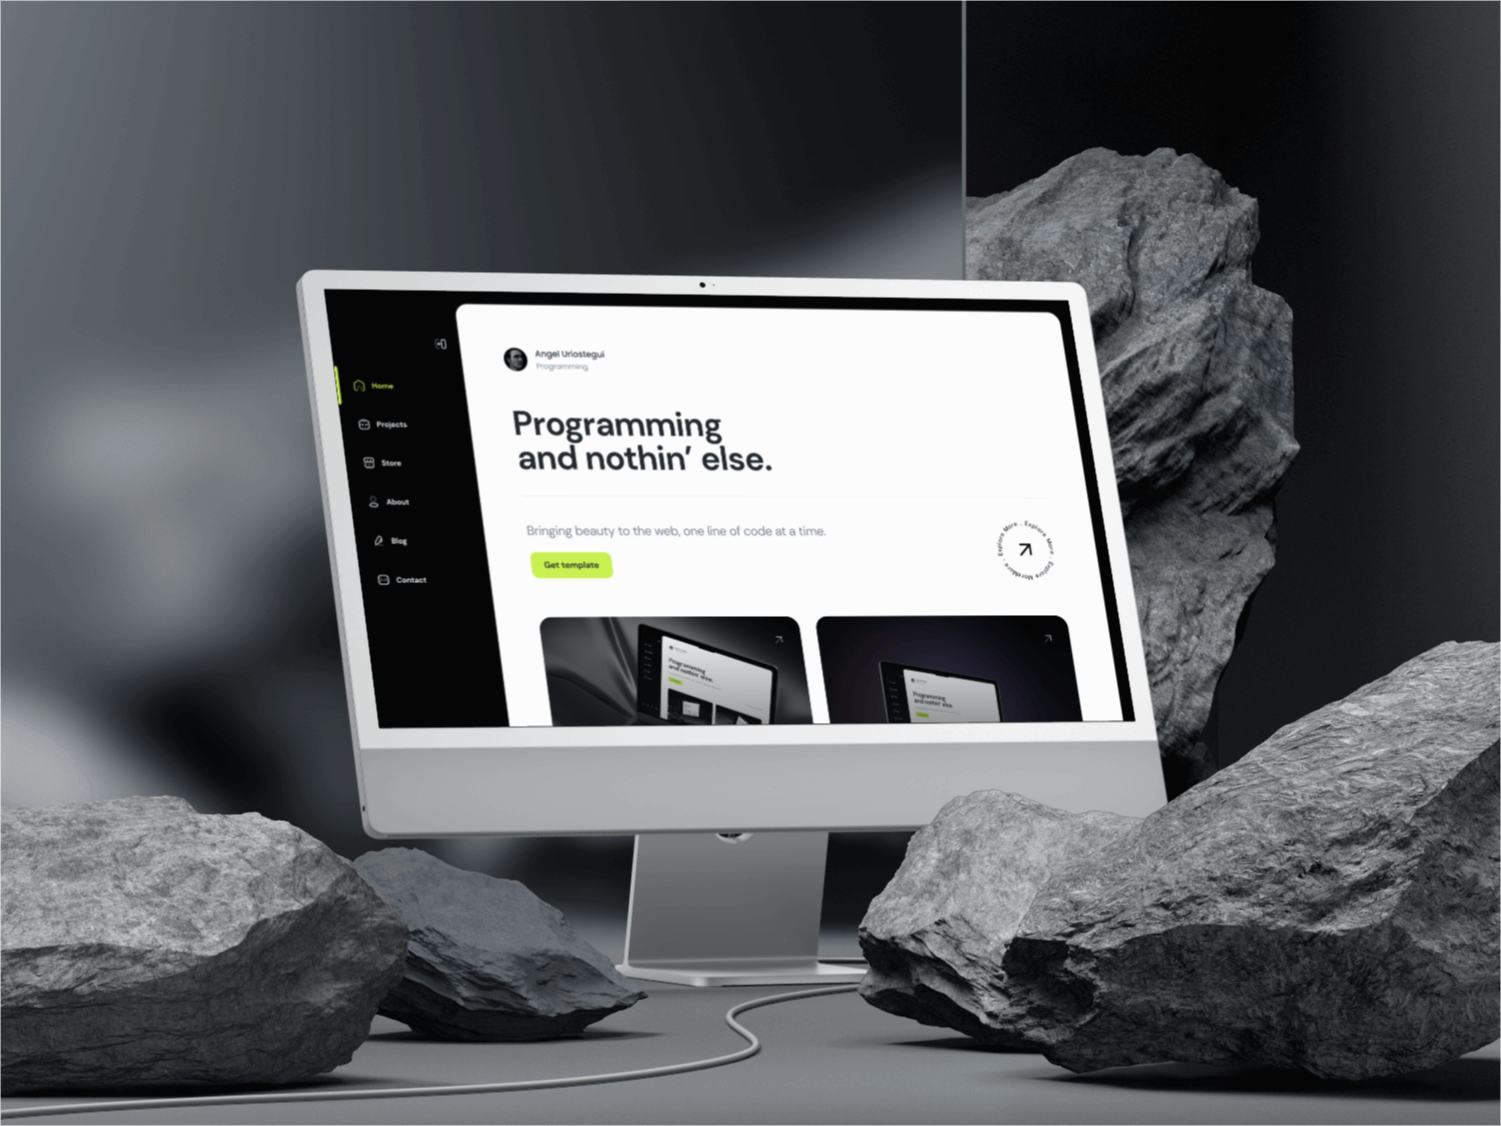 Home
Projects
Store
About
Blog
Contact
Angel Uriostegui
Programming
Programming
and nothin' else.
Bringing beauty to the web, one line of code at a time.
Get template
Explore More · Explore More · Explore More
Programming
and nothin' else.
Programming
and nothin' else.